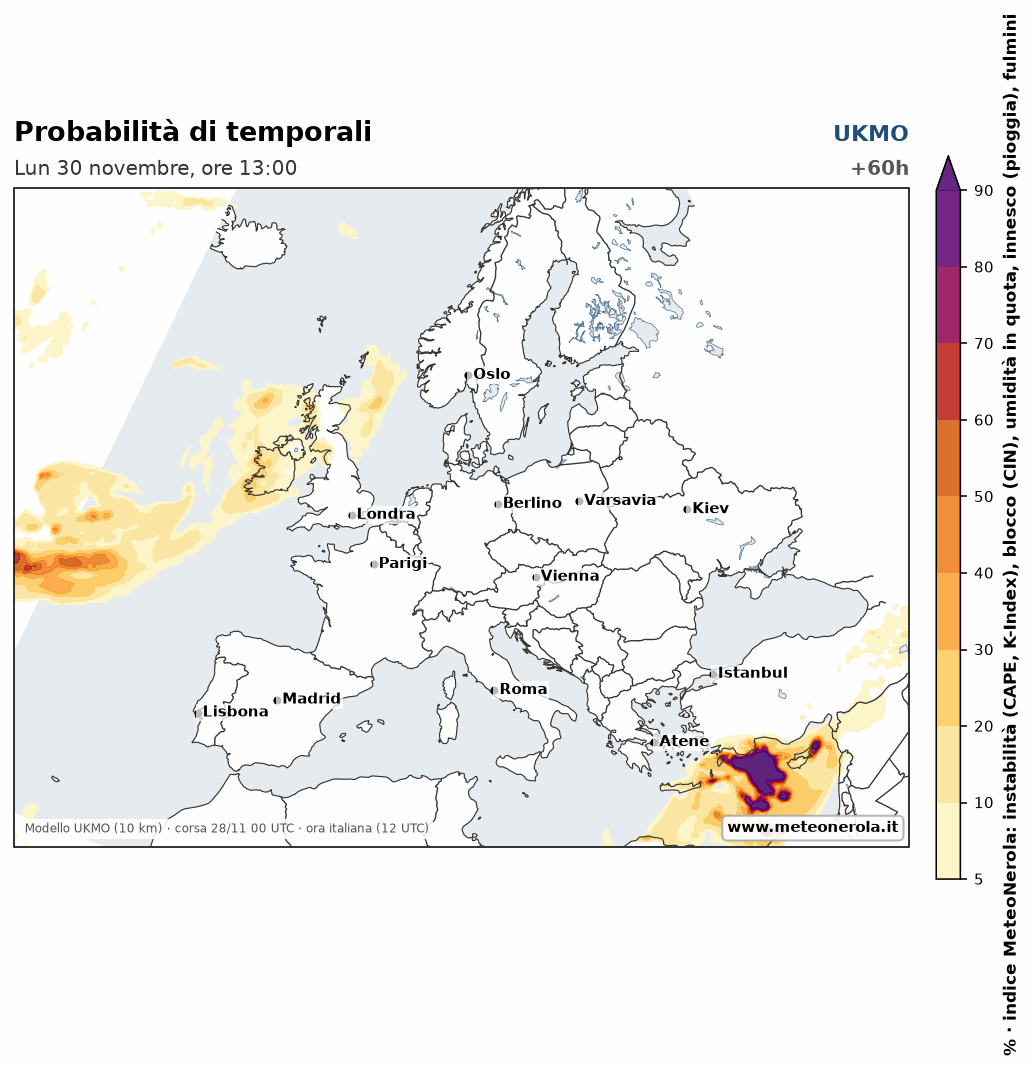 Probabilità di temporali
UKMO
Lun 30 novembre, ore 13:00
+60h
Oslo
Londra
Berlino
Varsavia
Kiev
Parigi
Vienna
Istanbul
Roma
Madrid
Lisbona
Atene
Modello UKMO (10 km) · corsa 28/11 00 UTC · ora italiana (12 UTC)
www.meteonerola.it
90
80
70
60
50
40
30
20
10
5
% · indice MeteoNerola: instabilità (CAPE, K-Index), blocco (CIN), umidità in quota, innesco (pioggia), fulmini